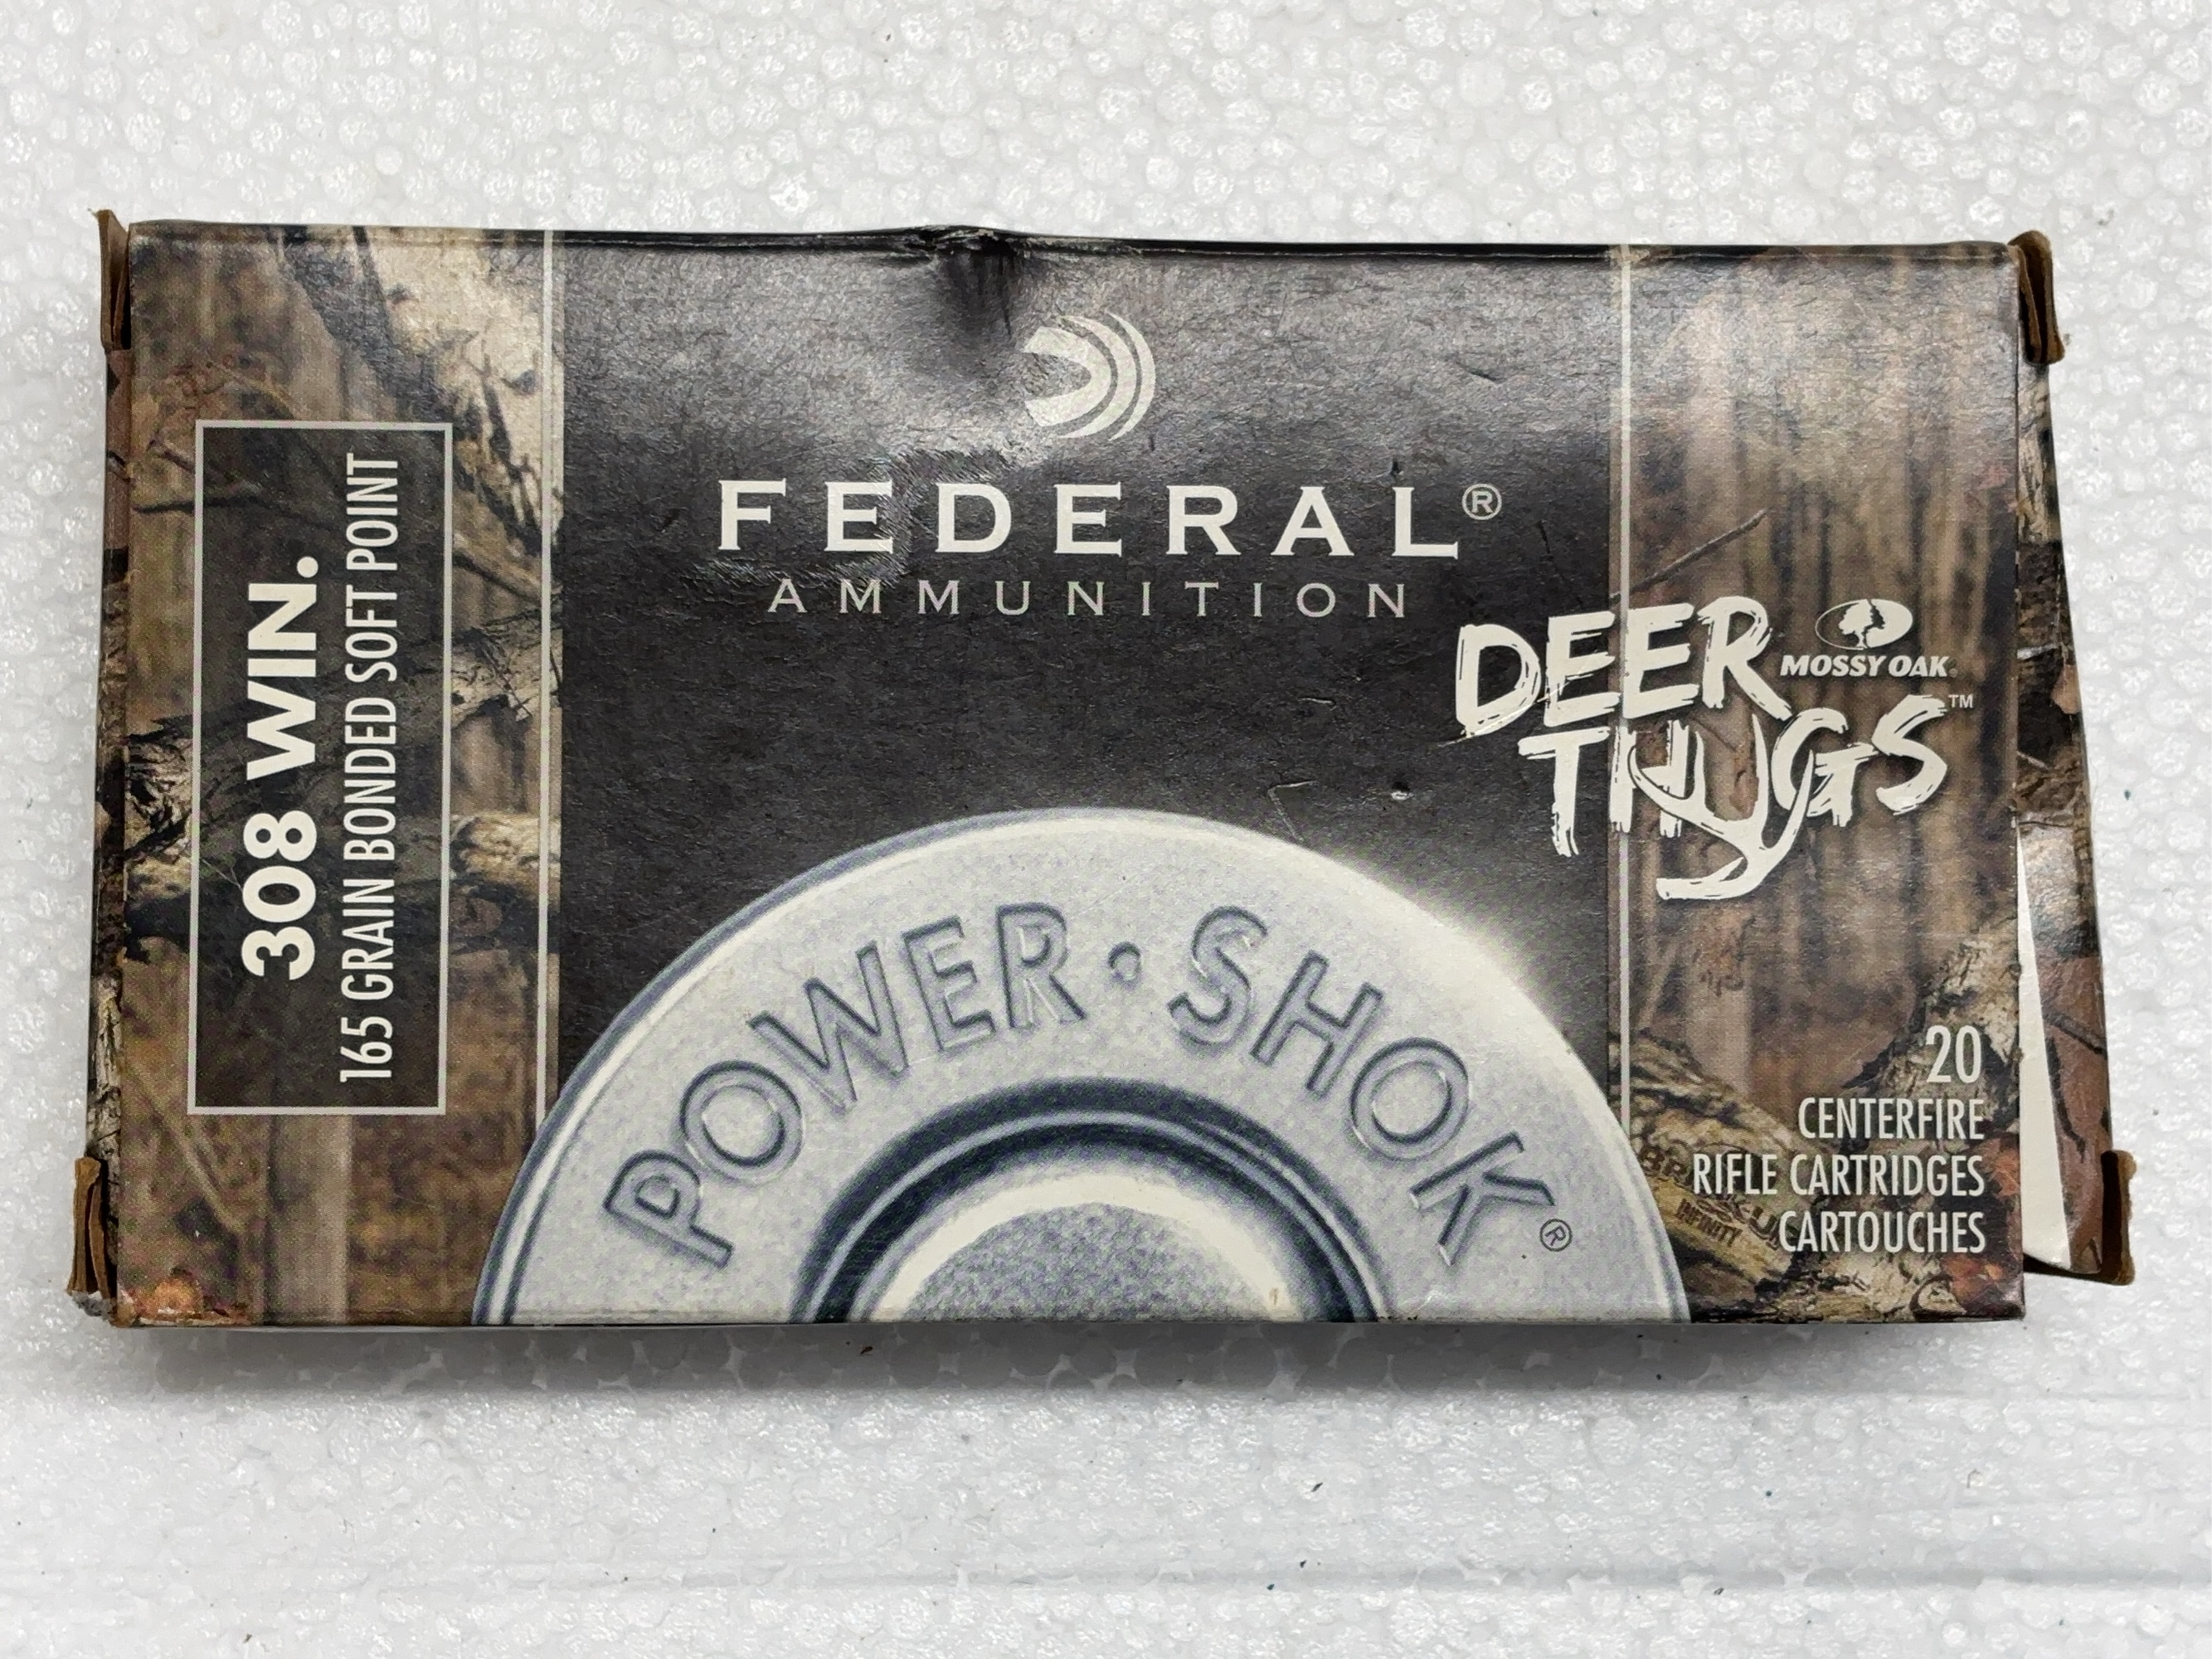 308 WIN.
165 GRAIN BONDED SOFT POINT
FEDERAL®
AMMUNITION
DEER
THUGS™
MOSSY OAK®
POWER•SHOK®
20
CENTERFIRE
RIFLE CARTRIDGES
CARTOUCHES
INFINITY